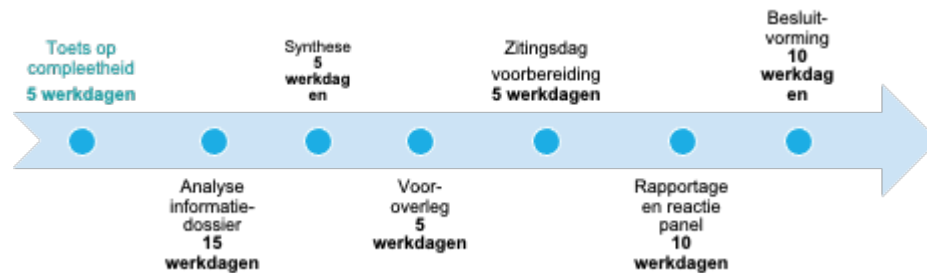 Toets op
compleetheid
5 werkdagen
Analyse
informatie-
dossier
15
werkdagen
Synthese
5
werkdag
en
Voor-
overleg
5
werkdagen
Zitingsdag
voorbereiding
5 werkdagen
Rapportage
en reactie
panel
10
werkdagen
Besluit-
vorming
10
werkdag
en